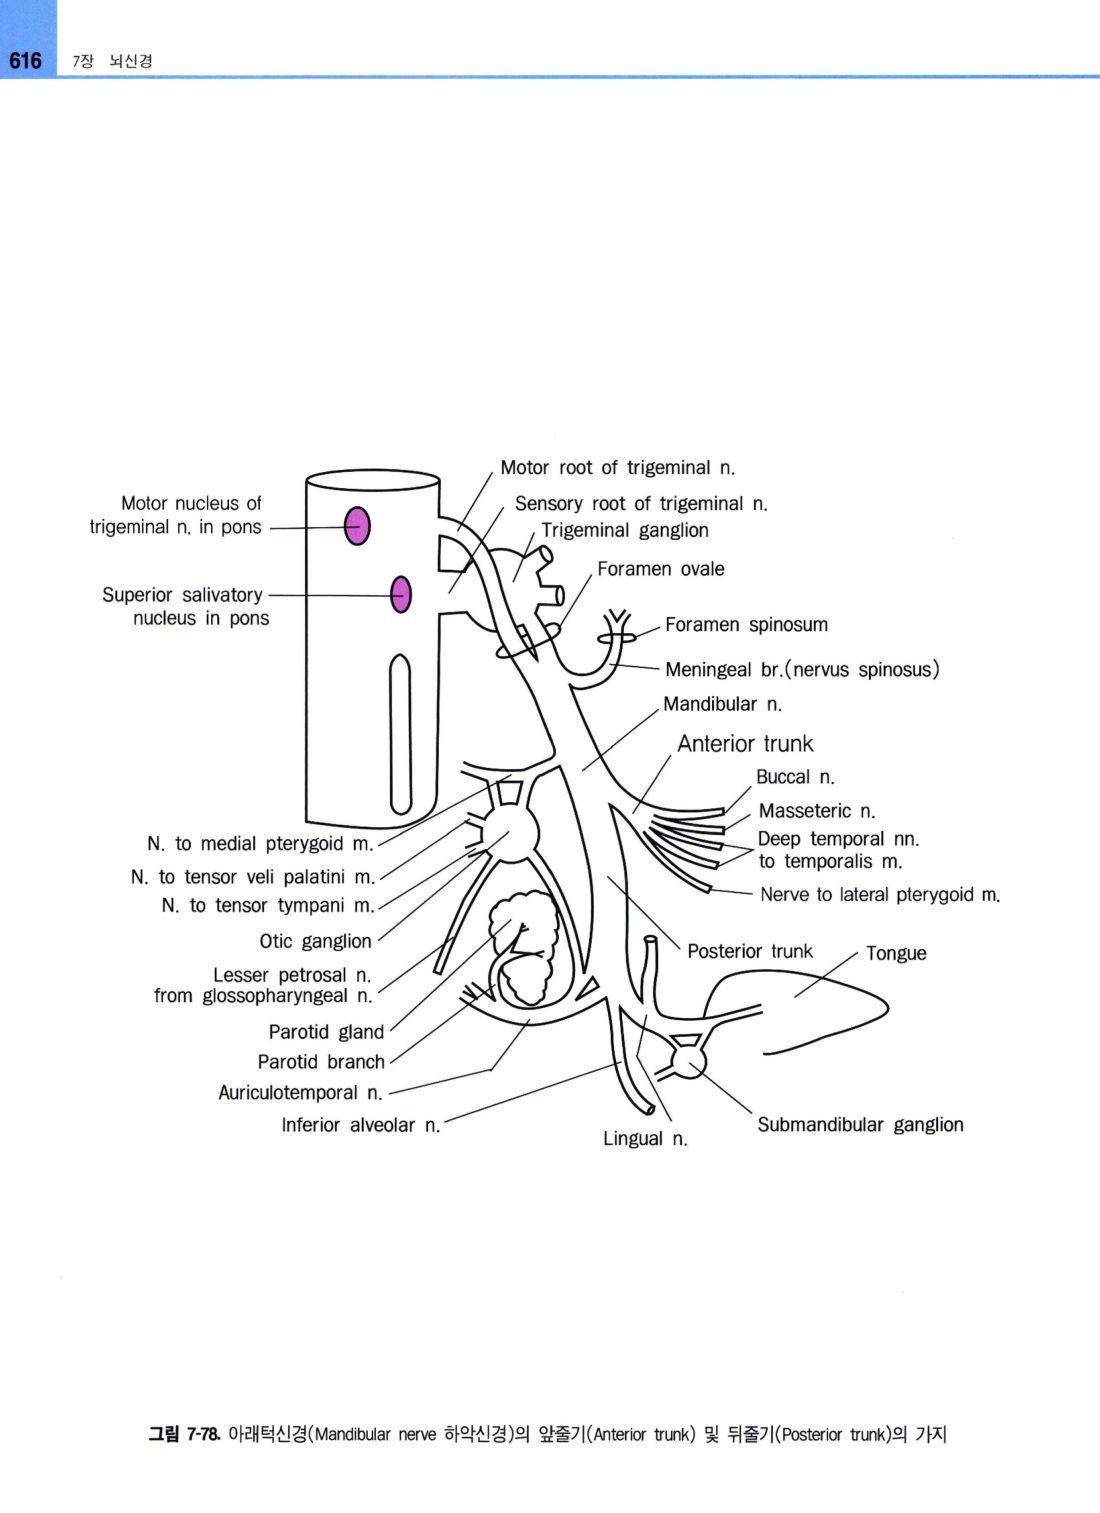 616 7장 뇌신경
Motor root of trigeminal n.
Motor nucleus of
trigeminal n. in pons
Sensory root of trigeminal n.
Trigeminal ganglion
Foramen ovale
Superior salivatory
nucleus in pons
Foramen spinosum
Meningeal br.(nervus spinosus)
Mandibular n.
Anterior trunk
Buccal n.
Masseteric n.
Deep temporal nn.
to temporalis m.
Nerve to lateral pterygoid m.
N. to medial pterygoid m.
N. to tensor veli palatini m.
N. to tensor tympani m.
Otic ganglion
Lesser petrosal n.
from glossopharyngeal n.
Parotid gland
Parotid branch
Auriculotemporal n.
Inferior alveolar n.
Posterior trunk
Tongue
Lingual n.
Submandibular ganglion
그림 7-78. 아래턱신경(Mandibular nerve 하악신경)의 앞줄기(Anterior trunk) 및 뒤줄기(Posterior trunk)의 가지